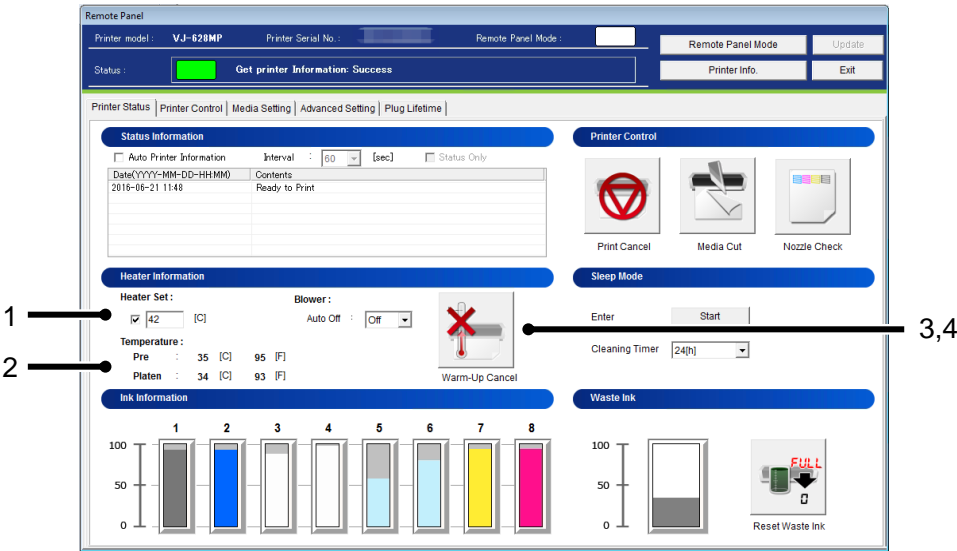 Remote Panel
Printer model : VJ-628MP Printer Serial No. : Remote Panel Mode :
Remote Panel Mode Update
Status : Get printer Information: Success
Printer Info. Exit
Printer Status Printer Control Media Setting Advanced Setting Plug Lifetime
Status Information Printer Control
Auto Printer Information Interval : 60 [sec] Status Only
Date(YYYY-MM-DD-HH:MM) Contents
2016-06-21 11:48 Ready to Print
Print Cancel Media Cut Nozzle Check
Heater Information Sleep Mode
Heater Set : Blower :
1 42 [C] Auto Off : Off
Enter Start
3,4
Temperature :
Cleaning Timer 24[h]
Pre : 35 [C] 95 [F]
2
Platen : 34 [C] 93 [F]
Warm-Up Cancel
Ink Information Waste Ink
1 2 3 4 5 6 7 8
100 100
FULL
50 50
0
0 0
Reset Waste Ink